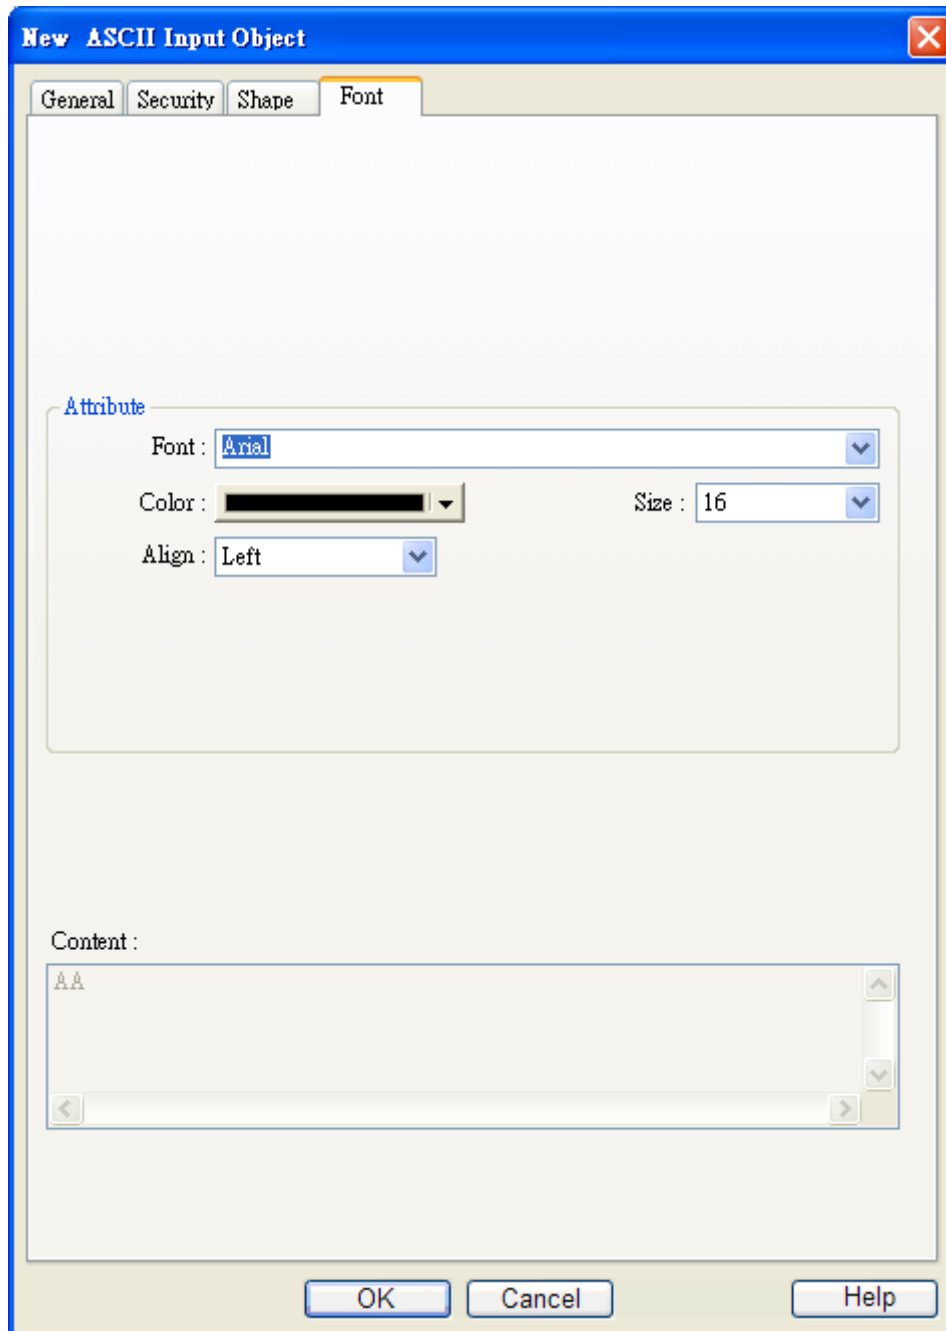 New ASCII Input Object
General Security Shape Font
Attribute
Font : Arial
Color : Size : 16
Align : Left
Content :
AA
OK Cancel Help